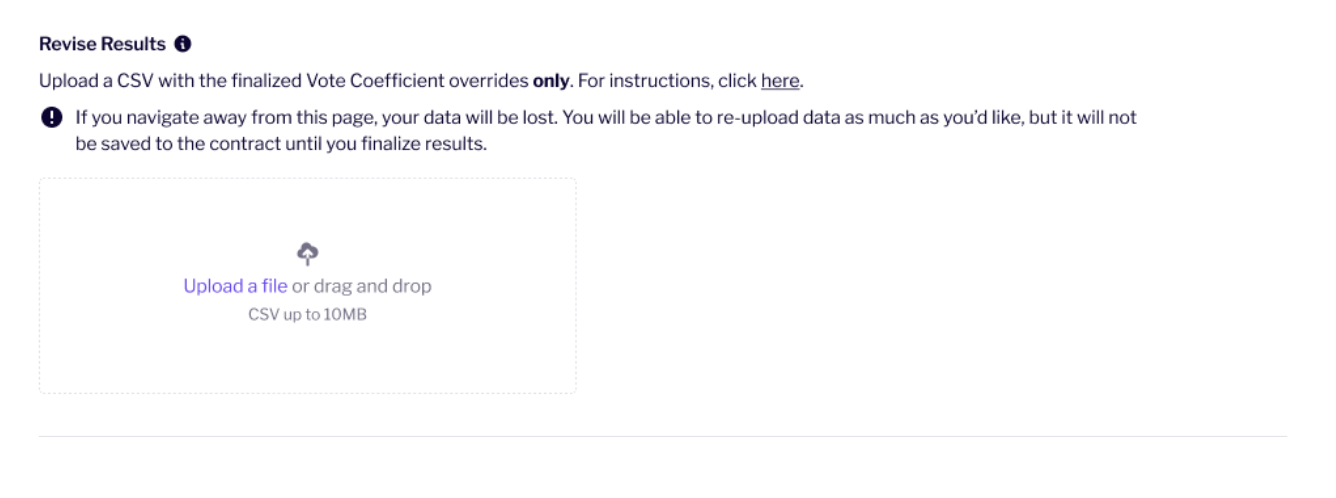 Revise Results
Upload a CSV with the finalized Vote Coefficient overrides only. For instructions, click here.
If you navigate away from this page, your data will be lost. You will be able to re-upload data as much as you’d like, but it will not
be saved to the contract until you finalize results.
Upload a file or drag and drop
CSV up to 10MB